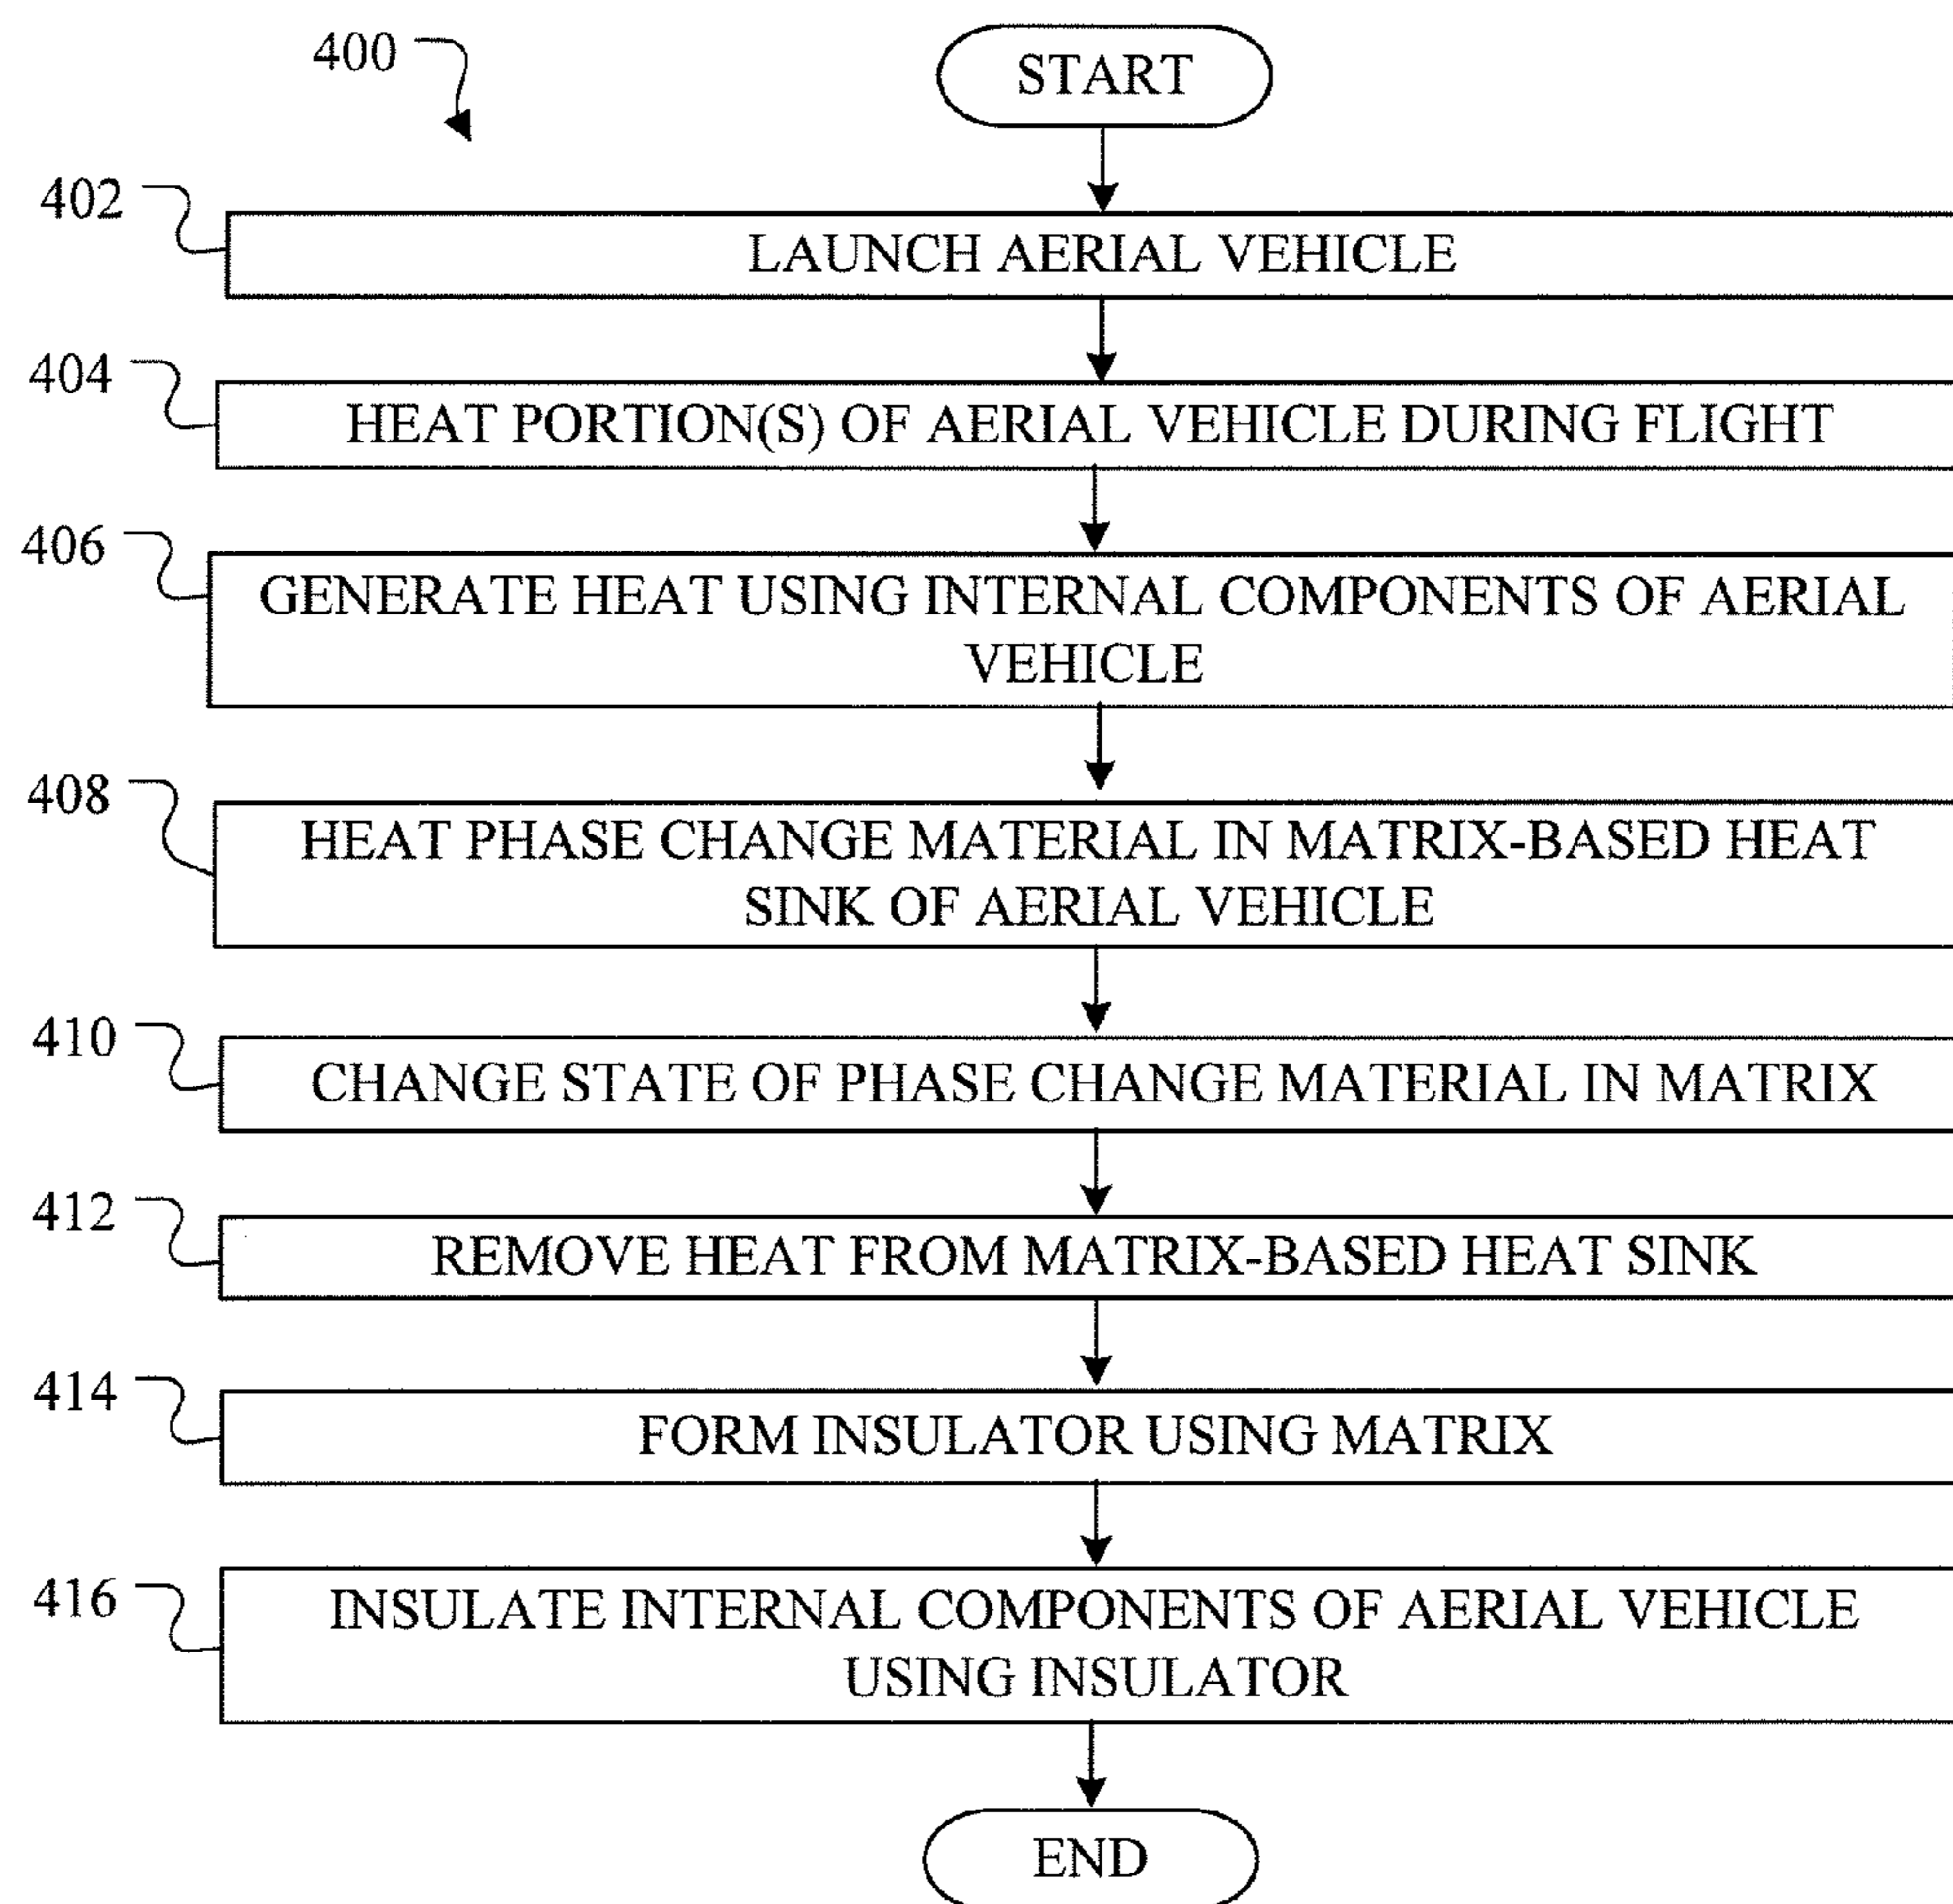 400
START
402
LAUNCH AERIAL VEHICLE
404
HEAT PORTION(S) OF AERIAL VEHICLE DURING FLIGHT
406
GENERATE HEAT USING INTERNAL COMPONENTS OF AERIAL
VEHICLE
408
HEAT PHASE CHANGE MATERIAL IN MATRIX-BASED HEAT
SINK OF AERIAL VEHICLE
410
CHANGE STATE OF PHASE CHANGE MATERIAL IN MATRIX
412
REMOVE HEAT FROM MATRIX-BASED HEAT SINK
414
FORM INSULATOR USING MATRIX
416
INSULATE INTERNAL COMPONENTS OF AERIAL VEHICLE
USING INSULATOR
END